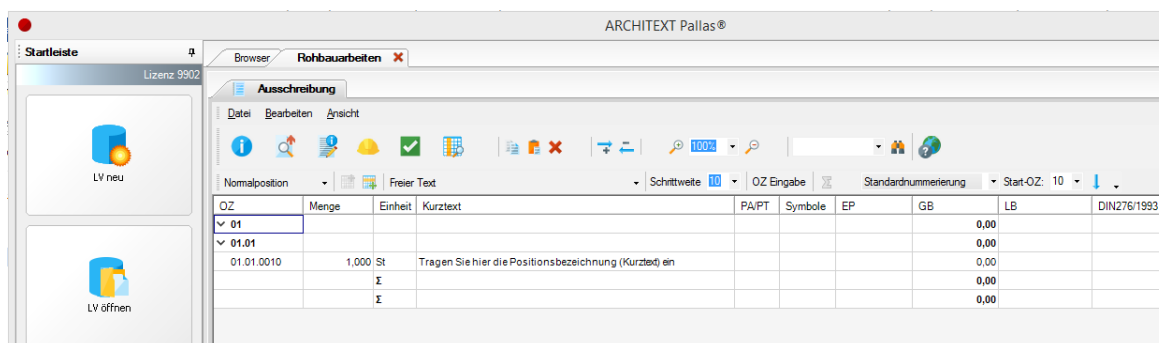 ARCHITEXT Pallas®
Startleiste
Lizenz 9902
LV neu
LV öffnen
Browser Rohbauarbeiten
Ausschreibung
Datei Bearbeiten Ansicht
100%
Normalposition Freier Text Schrittweite 10 OZ Eingabe Standardnummerierung Start-OZ: 10
OZ Menge Einheit Kurztext PA/PT Symbole EP GB LB DIN276/1993
01 0,00
01.01 0,00
01.01.0010 1,000 St Tragen Sie hier die Positionsbezeichnung (Kurztext) ein 0,00
Σ 0,00
Σ 0,00